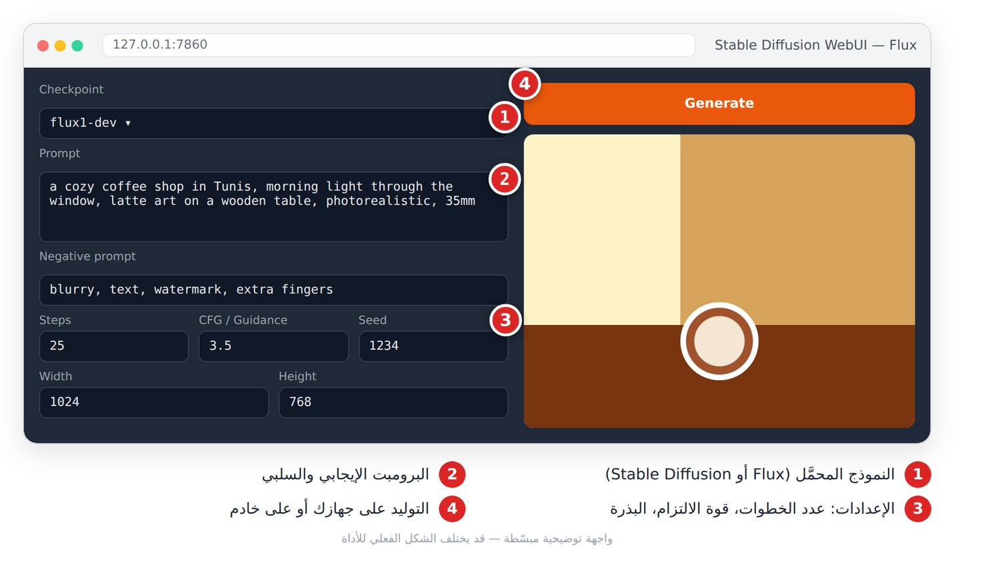 127.0.0.1:7860
Stable Diffusion WebUI — Flux
Checkpoint
4
Generate
flux1-dev ▾
1
Prompt
2
a cozy coffee shop in Tunis, morning light through the
window, latte art on a wooden table, photorealistic, 35mm
Negative prompt
blurry, text, watermark, extra fingers
Steps
CFG / Guidance
Seed
3
25
3.5
1234
Width
Height
1024
768
1 النموذج المحمَّل (Flux أو Stable Diffusion)
2 البرومبت الإيجابي والسلبي
3 الإعدادات: عدد الخطوات، قوة الالتزام، البذرة
4 التوليد على جهازك أو على خادم
واجهة توضيحية مبسّطة — قد يختلف الشكل الفعلي للأداة